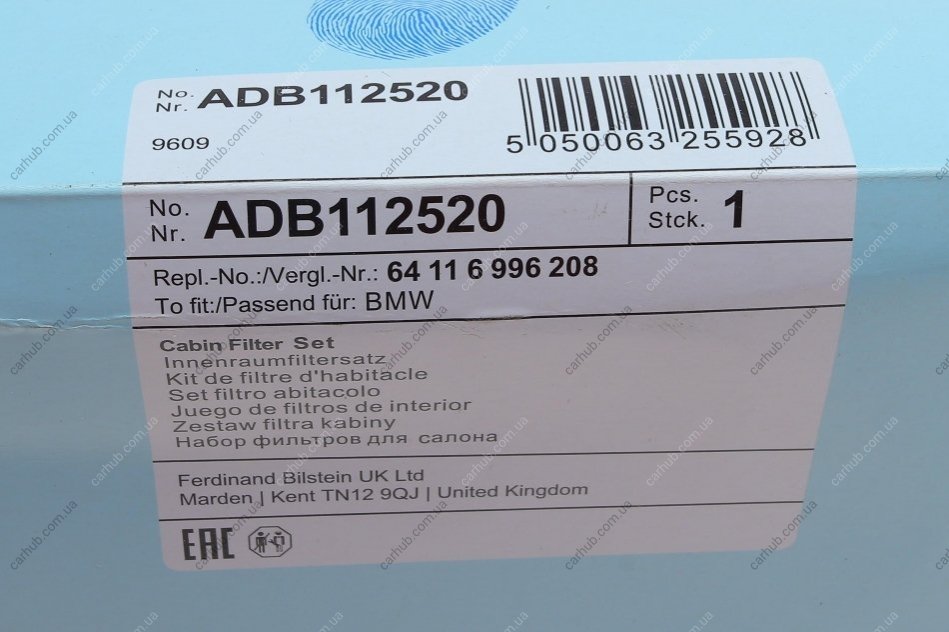 No.
Nr. ADB112520
9609
5 050063 255928
No.
Nr. ADB112520
Pcs.
Stck. 1
Repl.-No.:/Vergl.-Nr.: 64 11 6 996 208
To fit:/Passend für: BMW
Cabin Filter Set
Innenraumfiltersatz
Kit de filtre d'habitacle
Set filtro abitacolo
Juego de filtros de interior
Zestaw filtra kabiny
Набор фильтров для салона
Ferdinand Bilstein UK Ltd
Marden | Kent TN12 9QJ | United Kingdom
EAC
carhub.com.ua